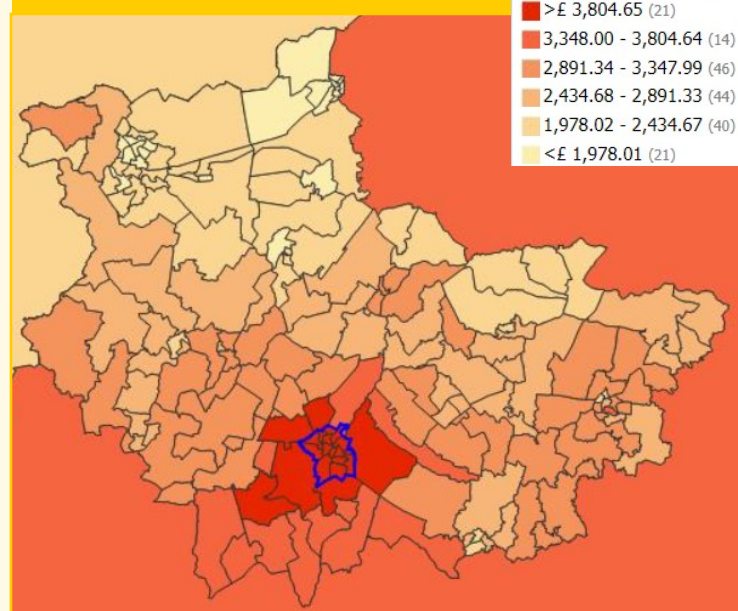 >£ 3,804.65 (21)
3,348.00 - 3,804.64 (14)
2,891.34 - 3,347.99 (46)
2,434.68 - 2,891.33 (44)
1,978.02 - 2,434.67 (40)
<£ 1,978.01 (21)